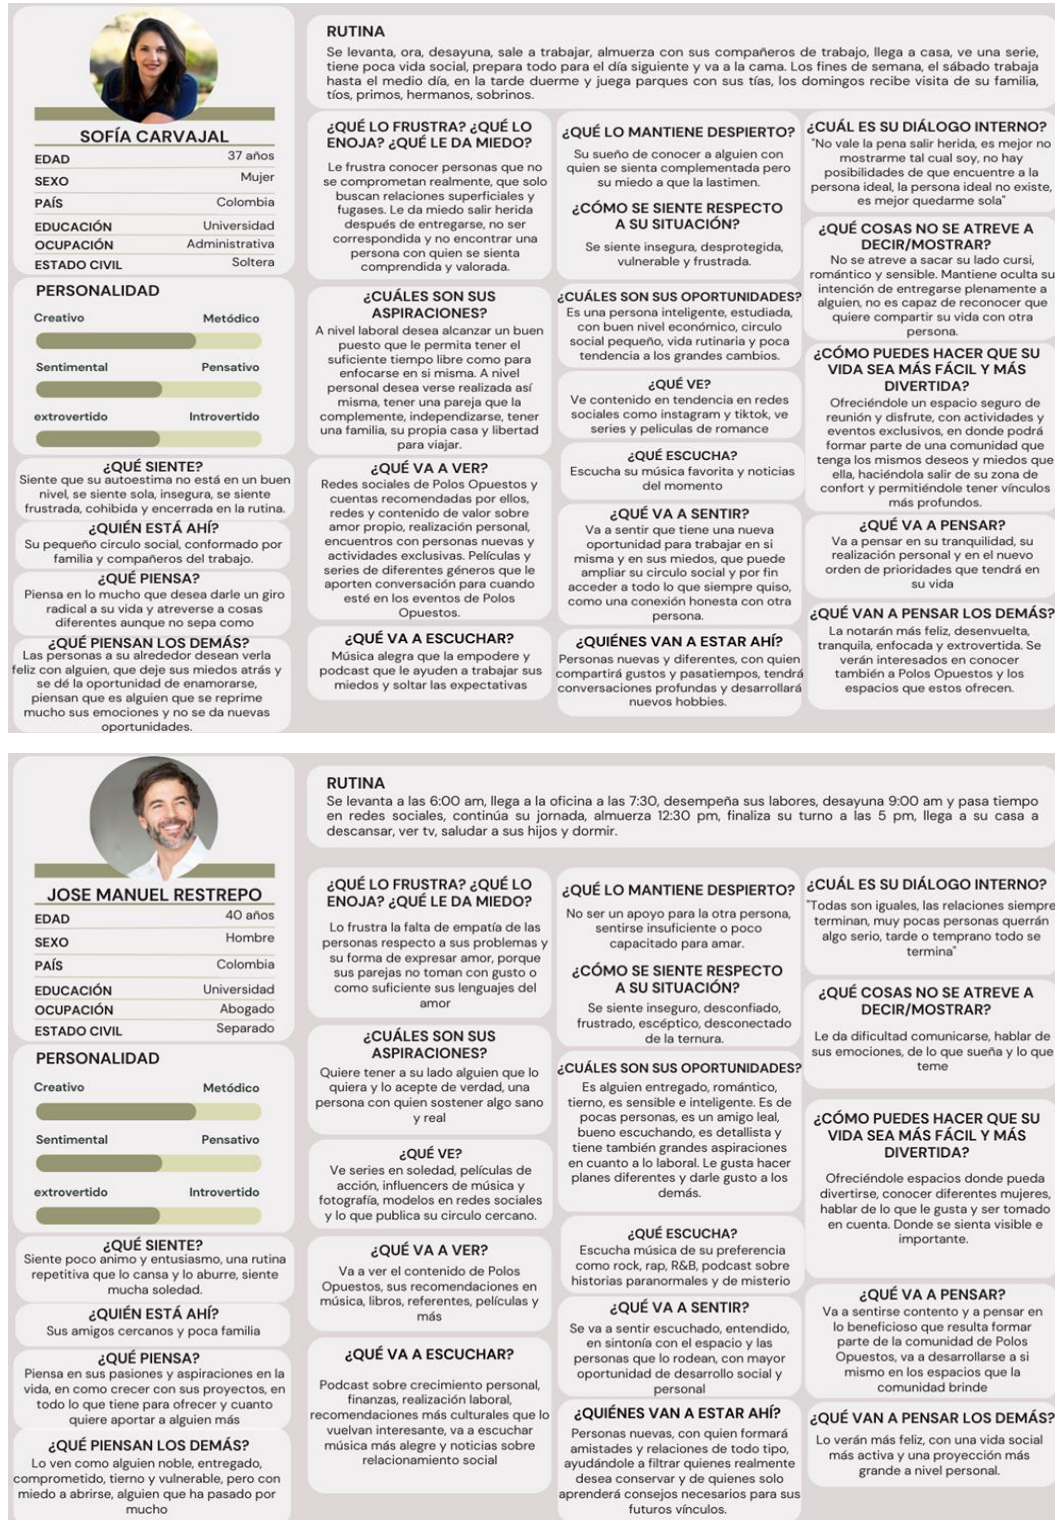 SOFÍA CARVAJAL
EDAD 37 años
SEXO Mujer
PAÍS Colombia
EDUCACIÓN Universidad
OCUPACIÓN Administrativa
ESTADO CIVIL Soltera
PERSONALIDAD
Creativo Metódico
Sentimental Pensativo
extrovertido Introvertido
¿QUÉ SIENTE?
Siente que su autoestima no está en un buen
nivel, se siente sola, insegura, se siente
frustrada, cohibida y encerrada en la rutina.
¿QUIÉN ESTÁ AHÍ?
Su pequeño circulo social, conformado por
familia y compañeros del trabajo.
¿QUÉ PIENSA?
Piensa en lo mucho que desea darle un giro
radical a su vida y atreverse a cosas
diferentes aunque no sepa como
¿QUÉ PIENSAN LOS DEMÁS?
Las personas a su alrededor desean verla
feliz con alguien, que deje sus miedos atrás y
se dé la oportunidad de enamorarse,
piensan que es alguien que se reprime
mucho sus emociones y no se da nuevas
oportunidades.
RUTINA
Se levanta, ora, desayuna, sale a trabajar, almuerza con sus compañeros de trabajo, llega a casa, ve una serie,
tiene poca vida social, prepara todo para el día siguiente y va a la cama. Los fines de semana, el sábado trabaja
hasta el medio día, en la tarde duerme y juega parques con sus tías, los domingos recibe visita de su familia,
tíos, primos, hermanos, sobrinos.
¿QUÉ LO FRUSTRA? ¿QUÉ LO
ENOJA? ¿QUÉ LE DA MIEDO?
Le frustra conocer personas que no
se comprometan realmente, que solo
buscan relaciones superficiales y
fugases. Le da miedo salir herida
después de entregarse, no ser
correspondida y no encontrar una
persona con quien se sienta
comprendida y valorada.
¿CUÁLES SON SUS
ASPIRACIONES?
A nivel laboral desea alcanzar un buen
puesto que le permita tener el
suficiente tiempo libre como para
enfocarse en si misma. A nivel
personal desea verse realizada así
misma, tener una pareja que la
complemente, independizarse, tener
una familia, su propia casa y libertad
para viajar.
¿QUÉ VA A VER?
Redes sociales de Polos Opuestos y
cuentas recomendadas por ellos,
redes y contenido de valor sobre
amor propio, realización personal,
encuentros con personas nuevas y
actividades exclusivas. Películas y
series de diferentes géneros que le
aporten conversación para cuando
esté en los eventos de Polos
Opuestos.
¿QUÉ VA A ESCUCHAR?
Música alegra que la empodere y
podcast que le ayuden a trabajar sus
miedos y soltar las expectativas
¿QUÉ LO MANTIENE DESPIERTO?
Su sueño de conocer a alguien con
quien se sienta complementada pero
su miedo a que la lastimen.
¿CÓMO SE SIENTE RESPECTO
A SU SITUACIÓN?
Se siente insegura, desprotegida,
vulnerable y frustrada.
¿CUÁLES SON SUS OPORTUNIDADES?
Es una persona inteligente, estudiada,
con buen nivel económico, circulo
social pequeño, vida rutinaria y poca
tendencia a los grandes cambios.
¿QUÉ VE?
Ve contenido en tendencia en redes
sociales como instagram y tiktok, ve
series y peliculas de romance
¿QUÉ ESCUCHA?
Escucha su música favorita y noticias
del momento
¿QUÉ VA A SENTIR?
Va a sentir que tiene una nueva
oportunidad para trabajar en si
misma y en sus miedos, que puede
ampliar su circulo social y por fin
acceder a todo lo que siempre quiso,
como una conexión honesta con otra
persona.
¿QUIÉNES VAN A ESTAR AHÍ?
Personas nuevas y diferentes, con quien
compartirá gustos y pasatiempos, tendrá
conversaciones profundas y desarrollará
nuevos hobbies.
¿CUÁL ES SU DIÁLOGO INTERNO?
"No vale la pena salir herida, es mejor no
mostrarme tal cual soy, no hay
posibilidades de que encuentre a la
persona ideal, la persona ideal no existe,
es mejor quedarme sola"
¿QUÉ COSAS NO SE ATREVE A
DECIR/MOSTRAR?
No se atreve a sacar su lado cursi,
romántico y sensible. Mantiene oculta su
intención de entregarse plenamente a
alguien, no es capaz de reconocer que
quiere compartir su vida con otra
persona.
¿CÓMO PUEDES HACER QUE SU
VIDA SEA MÁS FÁCIL Y MÁS
DIVERTIDA?
Ofreciéndole un espacio seguro de
reunión y disfrute, con actividades y
eventos exclusivos, en donde podrá
formar parte de una comunidad que
tenga los mismos deseos y miedos que
ella, haciéndola salir de su zona de
confort y permitiéndole tener vínculos
más profundos.
¿QUÉ VA A PENSAR?
Va a pensar en su tranquilidad, su
realización personal y en el nuevo
orden de prioridades que tendrá en
su vida
¿QUÉ VAN A PENSAR LOS DEMÁS?
La notarán más feliz, desenvuelta,
tranquila, enfocada y extrovertida. Se
verán interesados en conocer
también a Polos Opuestos y los
espacios que estos ofrecen.
JOSE MANUEL RESTREPO
EDAD 40 años
SEXO Hombre
PAÍS Colombia
EDUCACIÓN Universidad
OCUPACIÓN Abogado
ESTADO CIVIL Separado
PERSONALIDAD
Creativo Metódico
Sentimental Pensativo
extrovertido Introvertido
¿QUÉ SIENTE?
Siente poco animo y entusiasmo, una rutina
repetitiva que lo cansa y lo aburre, siente
mucha soledad.
¿QUIÉN ESTÁ AHÍ?
Sus amigos cercanos y poca familia
¿QUÉ PIENSA?
Piensa en sus pasiones y aspiraciones en la
vida, en como crecer con sus proyectos, en
todo lo que tiene para ofrecer y cuanto
quiere aportar a alguien más
¿QUÉ PIENSAN LOS DEMÁS?
Lo ven como alguien noble, entregado,
comprometido, tierno y vulnerable, pero con
miedo a abrirse, alguien que ha pasado por
mucho
RUTINA
Se levanta a las 6:00 am, llega a la oficina a las 7:30, desempeña sus labores, desayuna 9:00 am y pasa tiempo
en redes sociales, continúa su jornada, almuerza 12:30 pm, finaliza su turno a las 5 pm, llega a su casa a
descansar, ver tv, saludar a sus hijos y dormir.
¿QUÉ LO FRUSTRA? ¿QUÉ LO
ENOJA? ¿QUÉ LE DA MIEDO?
Lo frustra la falta de empatía de las
personas respecto a sus problemas y
su forma de expresar amor, porque
sus parejas no toman con gusto o
como suficiente sus lenguajes del
amor
¿CUÁLES SON SUS
ASPIRACIONES?
Quiere tener a su lado alguien que lo
quiera y lo acepte de verdad, una
persona con quien sostener algo sano
y real
¿QUÉ VE?
Ve series en soledad, películas de
acción, influencers de música y
fotografía, modelos en redes sociales
y lo que publica su circulo cercano.
¿QUÉ VA A VER?
Va a ver el contenido de Polos
Opuestos, sus recomendaciones en
música, libros, referentes, películas y
más
¿QUÉ VA A ESCUCHAR?
Podcast sobre crecimiento personal,
finanzas, realización laboral,
recomendaciones más culturales que lo
vuelvan interesante, va a escuchar
música más alegre y noticias sobre
relacionamiento social
¿QUÉ LO MANTIENE DESPIERTO?
No ser un apoyo para la otra persona,
sentirse insuficiente o poco
capacitado para amar.
¿CÓMO SE SIENTE RESPECTO
A SU SITUACIÓN?
Se siente inseguro, desconfiado,
frustrado, escéptico, desconectado
de la ternura.
¿CUÁLES SON SUS OPORTUNIDADES?
Es alguien entregado, romántico,
tierno, es sensible e inteligente. Es de
pocas personas, es un amigo leal,
bueno escuchando, es detallista y
tiene también grandes aspiraciones
en cuanto a lo laboral. Le gusta hacer
planes diferentes y darle gusto a los
demás.
¿QUÉ ESCUCHA?
Escucha música de su preferencia
como rock, rap, R&B, podcast sobre
historias paranormales y de misterio
¿QUÉ VA A SENTIR?
Se va a sentir escuchado, entendido,
en sintonía con el espacio y las
personas que lo rodean, con mayor
oportunidad de desarrollo social y
personal
¿QUIÉNES VAN A ESTAR AHÍ?
Personas nuevas, con quien formará
amistades y relaciones de todo tipo,
ayudándole a filtrar quienes realmente
desea conservar y de quienes solo
aprenderá consejos necesarios para sus
futuros vínculos.
¿CUÁL ES SU DIÁLOGO INTERNO?
"Todas son iguales, las relaciones siempre
terminan, muy pocas personas querrán
algo serio, tarde o temprano todo se
termina"
¿QUÉ COSAS NO SE ATREVE A
DECIR/MOSTRAR?
Le da dificultad comunicarse, hablar de
sus emociones, de lo que sueña y lo que
teme
¿CÓMO PUEDES HACER QUE SU
VIDA SEA MÁS FÁCIL Y MÁS
DIVERTIDA?
Ofreciéndole espacios donde pueda
divertirse, conocer diferentes mujeres,
hablar de lo que le gusta y ser tomado
en cuenta. Donde se sienta visible e
importante.
¿QUÉ VA A PENSAR?
Va a sentirse contento y a pensar en
lo beneficioso que resulta formar
parte de la comunidad de Polos
Opuestos, va a desarrollarse a si
mismo en los espacios que la
comunidad brinde
¿QUÉ VAN A PENSAR LOS DEMÁS?
Lo verán más feliz, con una vida social
más activa y una proyección más
grande a nivel personal.